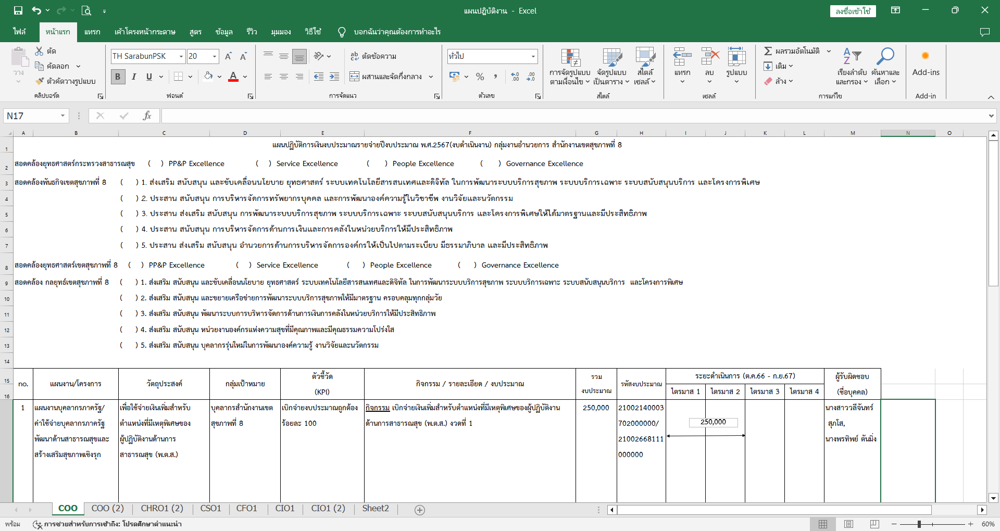 แผนปฏิบัติงาน - Excel
ลงชื่อเข้าใช้
ไฟล์ หน้าแรก แทรก เค้าโครงหน้ากระดาษ สูตร ข้อมูล รีวิว มุมมอง วิธีใช้ บอกฉันว่าคุณต้องการทำอะไร
วาง
ตัด
คัดลอก
ตัวคัดวางรูปแบบ
คลิปบอร์ด
TH SarabunPSK 20
B I U
ฟอนต์
ตัดข้อความ
ผสานและจัดกึ่งกลาง
การจัดแนว
ทั่วไป
ตัวเลข
การจัดรูปแบบตามเงื่อนไข
จัดรูปแบบเป็นตาราง
สไตล์เซลล์
สไตล์
แทรก ลบ รูปแบบ
เซลล์
ผลรวมอัตโนมัติ
เติม
ล้าง
เรียงลำดับและกรอง
ค้นหาและเลือก
การแก้ไข
Add-ins
Add-in
N17
fx
A B C D E F G H I J K L M N O
1 แผนปฏิบัติการเงินงบประมาณรายจ่ายปีงบประมาณ พ.ศ.2567(งบดำเนินงาน) กลุ่มงานอำนวยการ สำนักงานเขตสุขภาพที่ 8
2 สอดคล้องยุทธศาสตร์กระทรวงสาธารณสุข ( ) PP&P Excellence ( ) Service Excellence ( ) People Excellence ( ) Governance Excellence
3 สอดคล้องพันธกิจเขตสุขภาพที่ 8 ( ) 1. ส่งเสริม สนับสนุน และขับเคลื่อนนโยบาย ยุทธศาสตร์ ระบบเทคโนโลยีสารสนเทศและดิจิทัล ในการพัฒนาระบบบริการสุขภาพ ระบบบริการเฉพาะ ระบบสนับสนุนบริการ และโครงการพิเศษ
4 ( ) 2. ประสาน สนับสนุน การบริหารจัดการทรัพยากรบุคคล และการพัฒนาองค์ความรู้ในวิชาชีพ งานวิจัยและนวัตกรรม
5 ( ) 3. ประสาน ส่งเสริม สนับสนุน การพัฒนาระบบบริการสุขภาพ ระบบบริการเฉพาะ ระบบสนับสนุนบริการ และโครงการพิเศษให้ได้มาตรฐานและมีประสิทธิภาพ
6 ( ) 4. ประสาน สนับสนุน การบริหารจัดการด้านการเงินและการคลังในหน่วยบริการให้มีประสิทธิภาพ
7 ( ) 5. ประสาน ส่งเสริม สนับสนุน อำนวยการด้านการบริหารจัดการองค์กรให้เป็นไปตามระเบียบ มีธรรมาภิบาล และมีประสิทธิภาพ
8 สอดคล้องยุทธศาสตร์เขตสุขภาพที่ 8 ( ) PP&P Excellence ( ) Service Excellence ( ) People Excellence ( ) Governance Excellence
9 สอดคล้อง กลยุทธ์เขตสุขภาพที่ 8 ( ) 1. ส่งเสริม สนับสนุน และขับเคลื่อนนโยบาย ยุทธศาสตร์ ระบบเทคโนโลยีสารสนเทศและดิจิทัล ในการพัฒนาระบบบริการสุขภาพ ระบบบริการเฉพาะ ระบบสนับสนุนบริการ และโครงการพิเศษ
10 ( ) 2. ส่งเสริม สนับสนุน และขยายเครือข่ายการพัฒนาระบบบริการสุขภาพให้มีมาตรฐาน ครอบคลุมทุกกลุ่มวัย
11 ( ) 3. ส่งเสริม สนับสนุน พัฒนาระบบการบริหารจัดการด้านการเงินการคลังในหน่วยบริการให้มีประสิทธิภาพ
12 ( ) 4. ส่งเสริม สนับสนุน หน่วยงานองค์กรแห่งความสุขที่มีคุณภาพและมีคุณธรรมความโปร่งใส
13 ( ) 5. ส่งเสริม สนับสนุน บุคลากรรุ่นใหม่ในการพัฒนาองค์ความรู้ งานวิจัยและนวัตกรรม
14
15
16
no. แผนงาน/โครงการ วัตถุประสงค์ กลุ่มเป้าหมาย ตัวชี้วัด (KPI) กิจกรรม / รายละเอียด / งบประมาณ รวมงบประมาณ รหัสงบประมาณ ระยะดำเนินการ (ต.ค.66 - ก.ย.67) ผู้รับผิดชอบ (ชื่อบุคคล)
ไตรมาส 1 ไตรมาส 2 ไตรมาส 3 ไตรมาส 4
1 แผนงานบุคลากรภาครัฐ/ เพื่อใช้จ่ายเงินเพิ่มสำหรับ บุคลากรสำนักงานเขต เบิกจ่ายงบประมาณถูกต้อง กิจกรรม เบิกจ่ายเงินเพิ่มสำหรับตำแหน่งที่มีเหตุพิเศษของผู้ปฏิบัติงาน 250,000 21002140003 นางสาววลีจันทร์
ค่าใช้จ่ายบุคลากรภาครัฐ ตำแหน่งที่มีเหตุพิเศษของ สุขภาพที่ 8 ร้อยละ 100 ด้านการสาธารณสุข (พ.ต.ส.) งวดที่ 1 702000000/ 250,000 สุภโส,
พัฒนาด้านสาธารณสุขและ ผู้ปฏิบัติงานด้านการ 21002668111 นางพรทิพย์ ตันมิ่ง
สร้างเสริมสุขภาพเชิงรุก สาธารณสุข (พ.ต.ส.) 000000
COO COO (2) CHRO1 (2) CSO1 CFO1 CIO1 CIO1 (2) Sheet2
พร้อม การช่วยสำหรับการเข้าถึง: โปรดศึกษาคำแนะนำ 60%